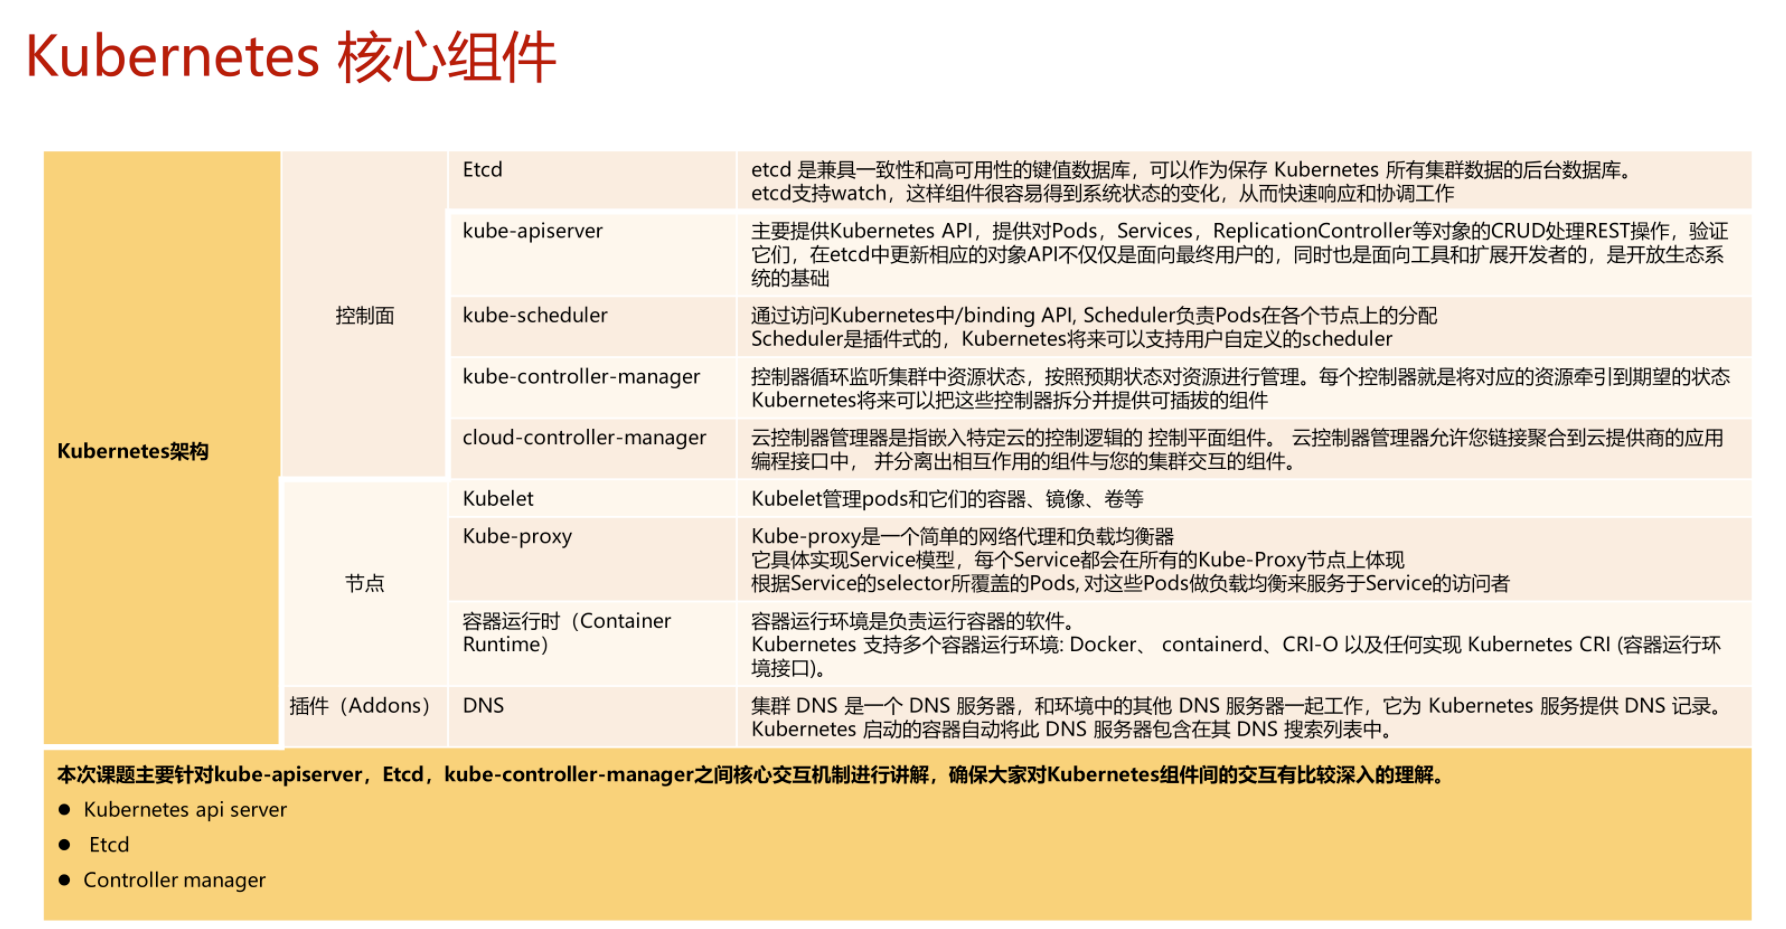 Kubernetes 核心组件
Kubernetes架构
控制面
Etcd
etcd 是兼具一致性和高可用性的键值数据库，可以作为保存 Kubernetes 所有集群数据的后台数据库。
etcd支持watch，这样组件很容易得到系统状态的变化，从而快速响应和协调工作
kube-apiserver
主要提供Kubernetes API，提供对Pods，Services，ReplicationController等对象的CRUD处理REST操作，验证
它们，在etcd中更新相应的对象API不仅仅是面向最终用户的，同时也是面向工具和扩展开发者的，是开放生态系
统的基础
kube-scheduler
通过访问Kubernetes中/binding API, Scheduler负责Pods在各个节点上的分配
Scheduler是插件式的，Kubernetes将来可以支持用户自定义的scheduler
kube-controller-manager
控制器循环监听集群中资源状态，按照预期状态对资源进行管理。每个控制器就是将对应的资源牵引到期望的状态
Kubernetes将来可以把这些控制器拆分并提供可插拔的组件
cloud-controller-manager
云控制器管理器是指嵌入特定云的控制逻辑的 控制平面组件。 云控制器管理器允许您链接聚合到云提供商的应用
编程接口中， 并分离出相互作用的组件与您的集群交互的组件。
节点
Kubelet
Kubelet管理pods和它们的容器、镜像、卷等
Kube-proxy
Kube-proxy是一个简单的网络代理和负载均衡器
它具体实现Service模型，每个Service都会在所有的Kube-Proxy节点上体现
根据Service的selector所覆盖的Pods, 对这些Pods做负载均衡来服务于Service的访问者
容器运行时（Container
Runtime）
容器运行环境是负责运行容器的软件。
Kubernetes 支持多个容器运行环境: Docker、 containerd、CRI-O 以及任何实现 Kubernetes CRI (容器运行环
境接口)。
插件（Addons）
DNS
集群 DNS 是一个 DNS 服务器，和环境中的其他 DNS 服务器一起工作，它为 Kubernetes 服务提供 DNS 记录。
Kubernetes 启动的容器自动将此 DNS 服务器包含在其 DNS 搜索列表中。
本次课题主要针对kube-apiserver，Etcd，kube-controller-manager之间核心交互机制进行讲解，确保大家对Kubernetes组件间的交互有比较深入的理解。
● Kubernetes api server
● Etcd
● Controller manager